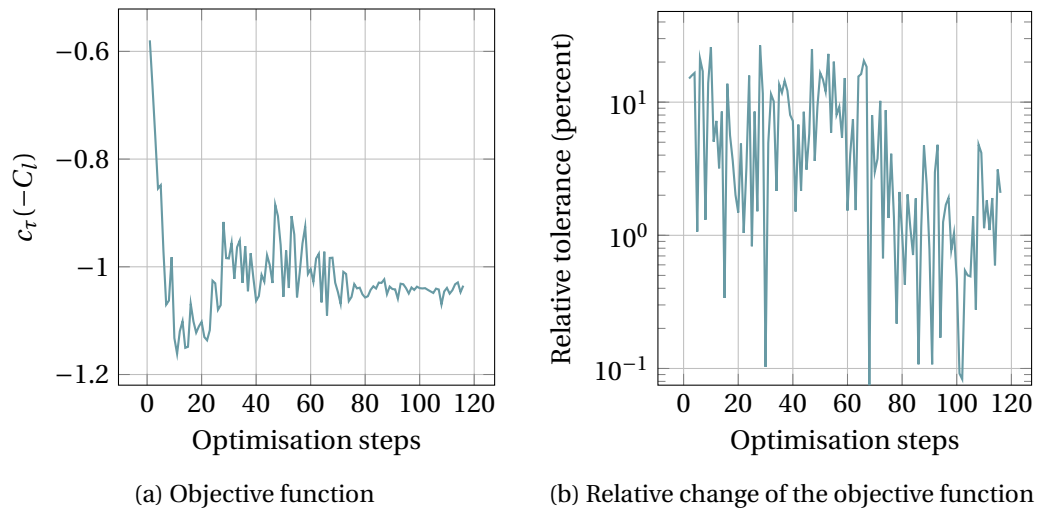 −0.6
−0.8
−1
−1.2
c_τ(−C_l)
0 20 40 60 80 100 120
Optimisation steps
(a) Objective function
10^1
10^0
10^−1
Relative tolerance (percent)
0 20 40 60 80 100 120
Optimisation steps
(b) Relative change of the objective function